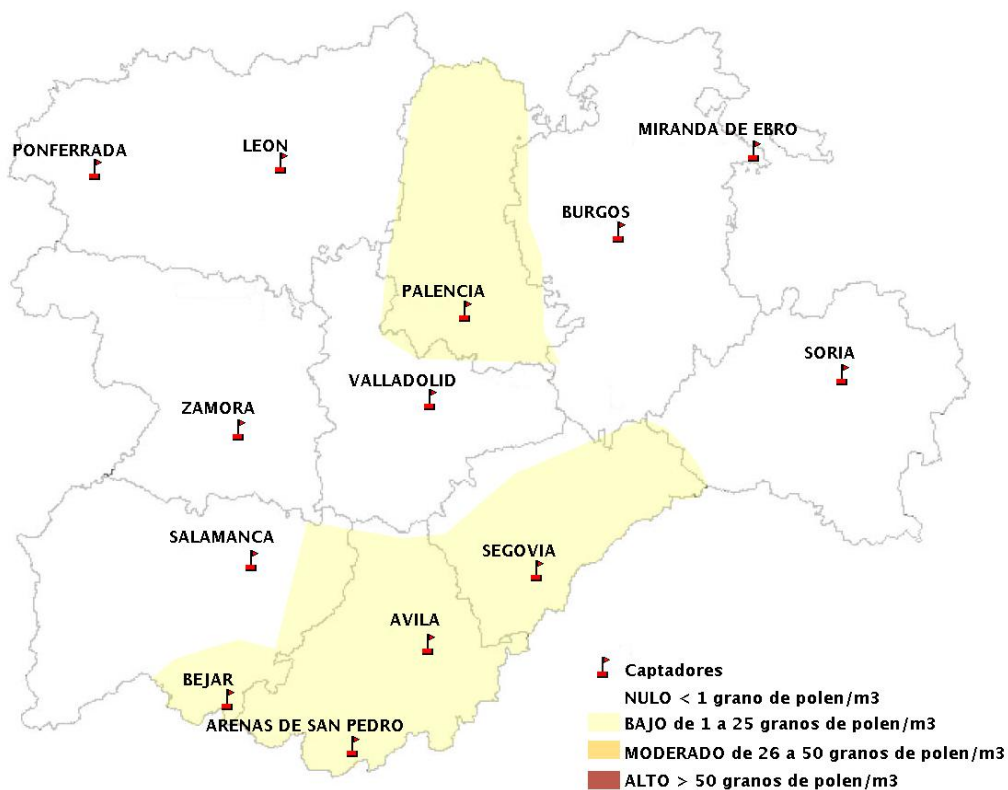 MIRANDA DE EBRO
PONFERRADA
LEON
BURGOS
PALENCIA
SORIA
VALLADOLID
ZAMORA
SALAMANCA
SEGOVIA
AVILA
BEJAR
ARENAS DE SAN PEDRO
Captadores
NULO < 1 grano de polen/m3
BAJO de 1 a 25 granos de polen/m3
MODERADO de 26 a 50 granos de polen/m3
ALTO > 50 granos de polen/m3